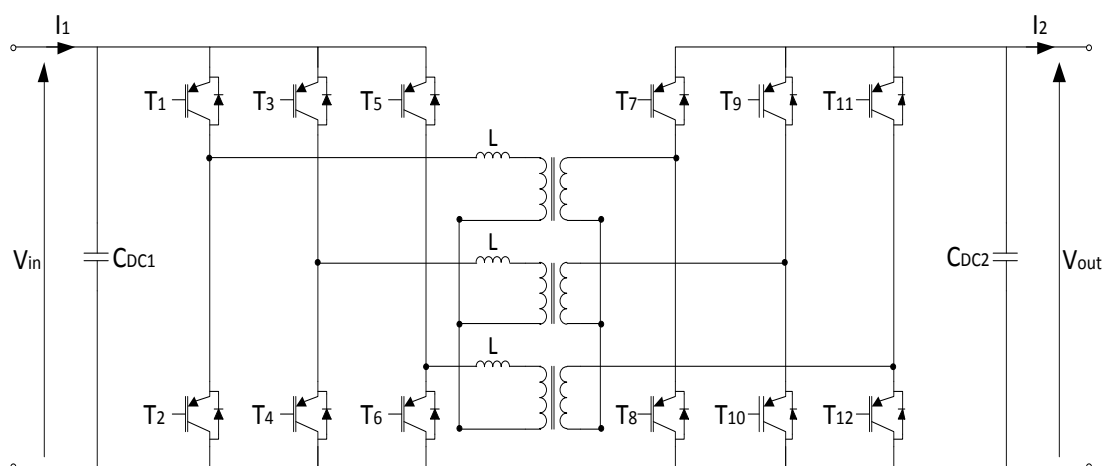 I1
I2
T1
T3
T5
T7
T9
T11
L
Vin
CDC1
L
CDC2
Vout
L
T2
T4
T6
T8
T10
T12